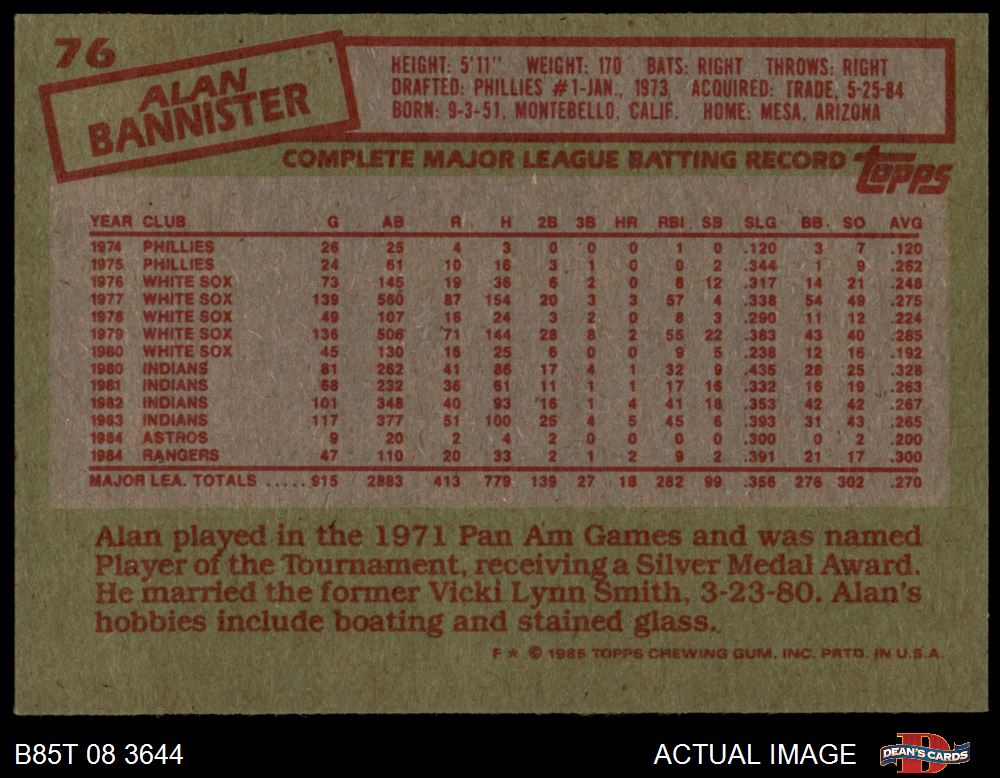 76
ALAN
BANNISTER
HEIGHT: 5'11" WEIGHT: 170 BATS: RIGHT THROWS: RIGHT
DRAFTED: PHILLIES #1-JAN., 1973 ACQUIRED: TRADE, 5-25-84
BORN: 9-3-51, MONTEBELLO, CALIF. HOME: MESA, ARIZONA
COMPLETE MAJOR LEAGUE BATTING RECORD topps
YEAR CLUB G AB R H 2B 3B HR RBI SB SLG BB SO AVG
1974 PHILLIES 26 25 4 3 0 0 0 1 0 .120 3 7 .120
1975 PHILLIES 24 61 10 16 3 1 0 0 2 .344 1 9 .262
1976 WHITE SOX 73 145 19 36 6 2 0 8 12 .317 14 21 .248
1977 WHITE SOX 139 560 87 154 20 3 3 57 4 .338 54 49 .275
1978 WHITE SOX 49 107 16 24 3 2 0 8 3 .290 11 12 .224
1979 WHITE SOX 136 506 71 144 28 8 2 55 22 .383 43 40 .285
1980 WHITE SOX 45 130 16 25 6 0 0 9 5 .238 12 16 .192
1980 INDIANS 81 262 41 86 17 4 1 32 9 .435 28 25 .328
1981 INDIANS 68 232 36 61 11 1 1 17 16 .332 16 19 .263
1982 INDIANS 101 348 40 93 16 1 4 41 18 .353 42 42 .267
1983 INDIANS 117 377 51 100 25 4 5 45 6 .393 31 43 .265
1984 ASTROS 9 20 2 4 2 0 0 0 0 .300 0 2 .200
1984 RANGERS 47 110 20 33 2 1 2 9 2 .391 21 17 .300
MAJOR LEA. TOTALS ..... 915 2883 413 779 139 27 18 282 99 .356 276 302 .270
Alan played in the 1971 Pan Am Games and was named
Player of the Tournament, receiving a Silver Medal Award.
He married the former Vicki Lynn Smith, 3-23-80. Alan's
hobbies include boating and stained glass.
F * © 1985 TOPPS CHEWING GUM, INC. PRTD. IN U.S.A.
B85T 08 3644 ACTUAL IMAGE D DEAN'S CARDS